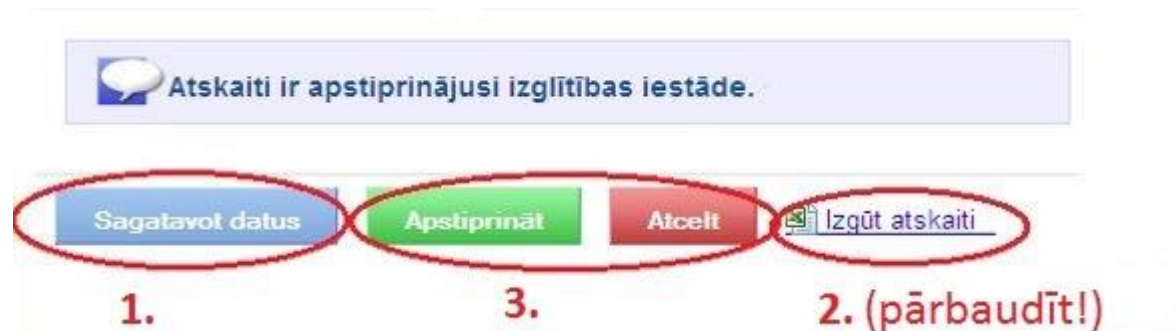 Atskaiti ir apstiprinājusi izglītības iestāde.
Sagatavot datus Apstiprināt Atcelt Izgūt atskaiti
1. 3. 2. (pārbaudīt!)